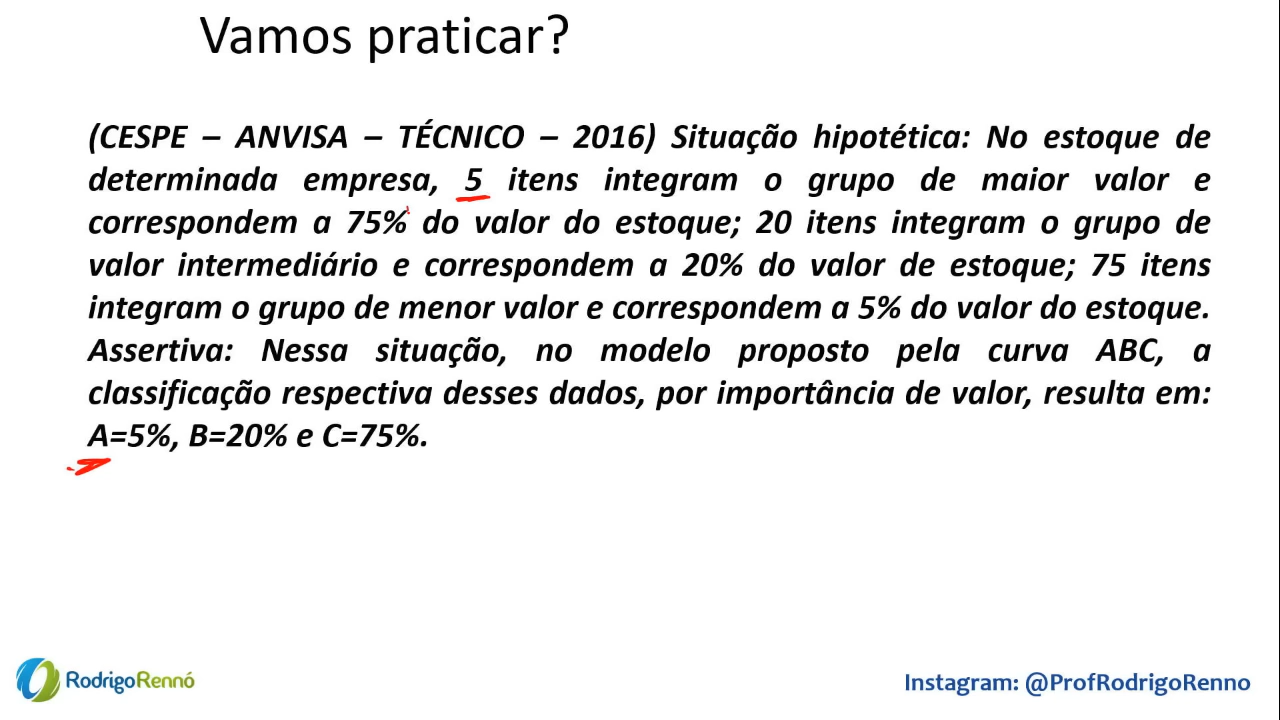 Vamos praticar?
(CESPE – ANVISA – TÉCNICO – 2016) Situação hipotética: No estoque de
determinada empresa, 5 itens integram o grupo de maior valor e
correspondem a 75% do valor do estoque; 20 itens integram o grupo de
valor intermediário e correspondem a 20% do valor de estoque; 75 itens
integram o grupo de menor valor e correspondem a 5% do valor do estoque.
Assertiva: Nessa situação, no modelo proposto pela curva ABC, a
classificação respectiva desses dados, por importância de valor, resulta em:
A=5%, B=20% e C=75%.
RodrigoRennó
Instagram: @ProfRodrigoRenno